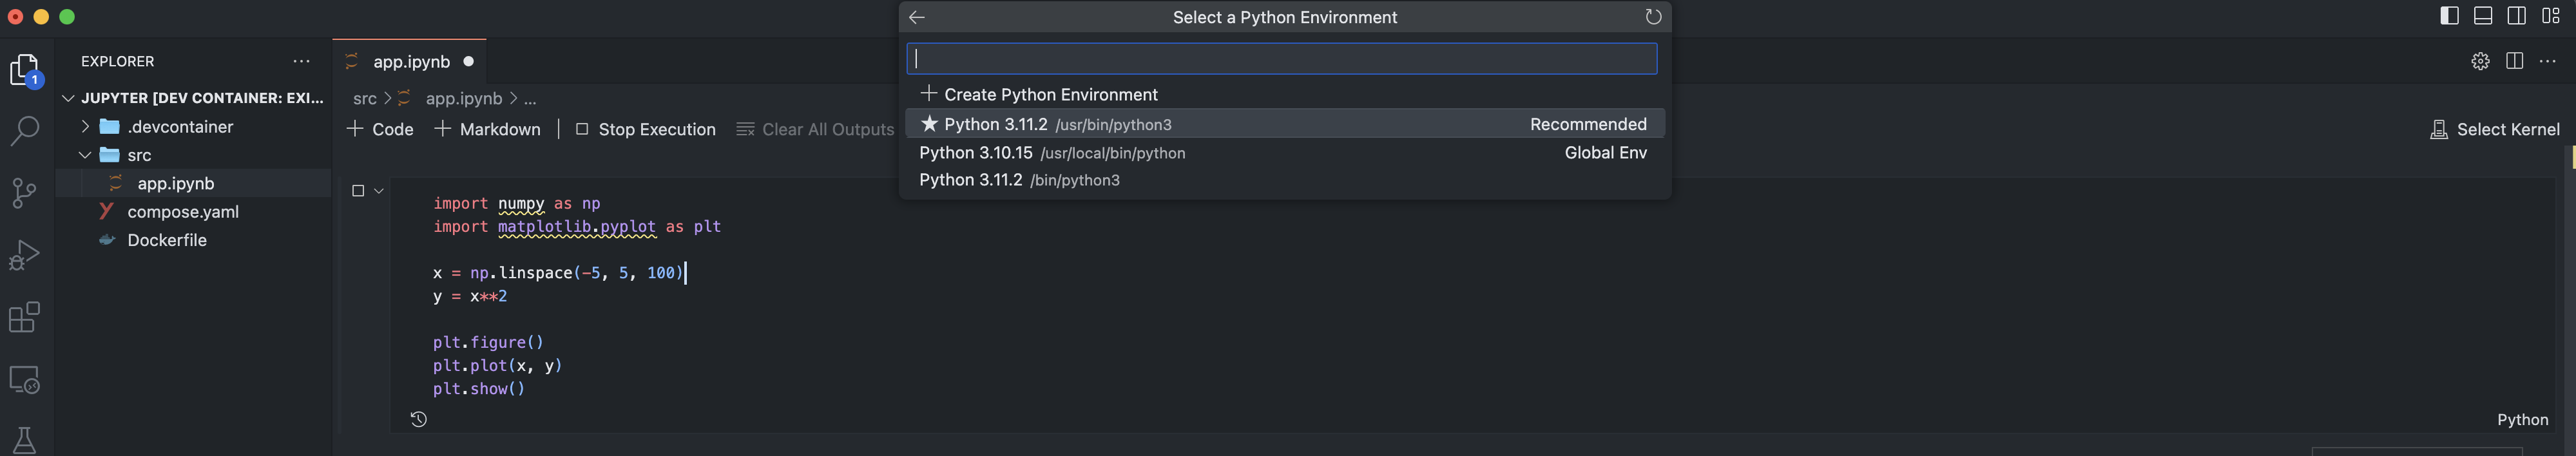 Select a Python Environment
1
EXPLORER
JUPYTER [DEV CONTAINER: EXI...
.devcontainer
src
app.ipynb
compose.yaml
Dockerfile
app.ipynb
src > app.ipynb > ...
+ Code + Markdown | Stop Execution Clear All Outputs
Create Python Environment
Python 3.11.2 /usr/bin/python3 Recommended
Python 3.10.15 /usr/local/bin/python Global Env
Python 3.11.2 /bin/python3
Select Kernel
import numpy as np
import matplotlib.pyplot as plt
x = np.linspace(-5, 5, 100)
y = x**2
plt.figure()
plt.plot(x, y)
plt.show()
Python